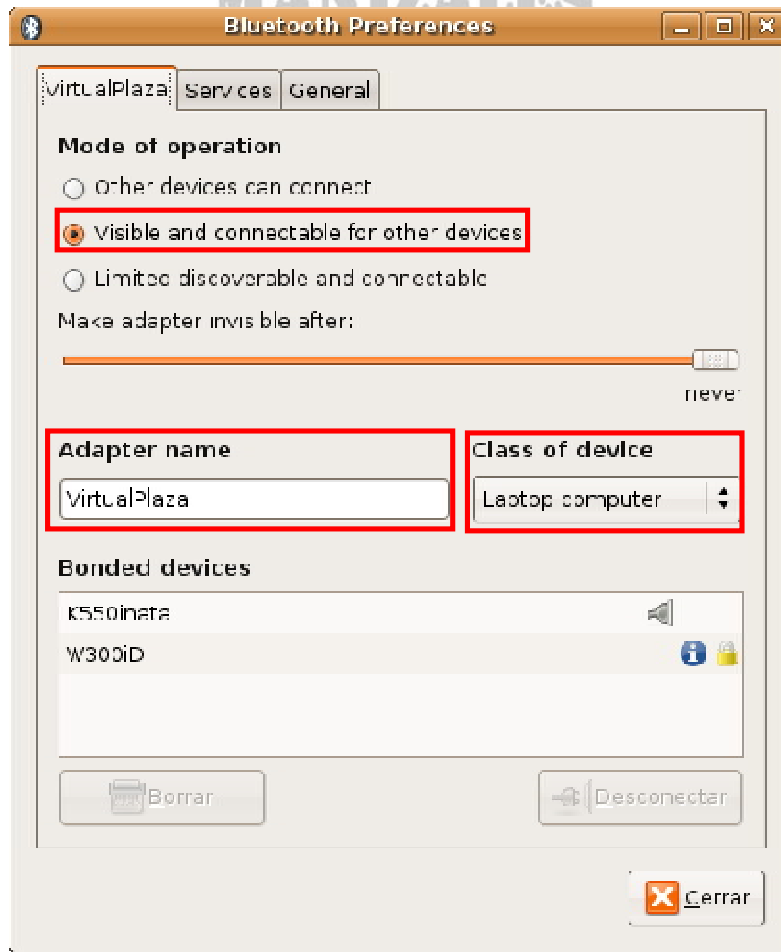 Bluetooth Preferences
VirtualPlaza Services General
Mode of operation
Other devices can connect
Visible and connectable for other devices
Limited discoverable and connectable
Make adapter invisible after:
never
Adapter name
Class of device
VirtualPlaza
Laptop computer
Bonded devices
K550inata
W300iD
Borrar
Desconectar
Cerrar